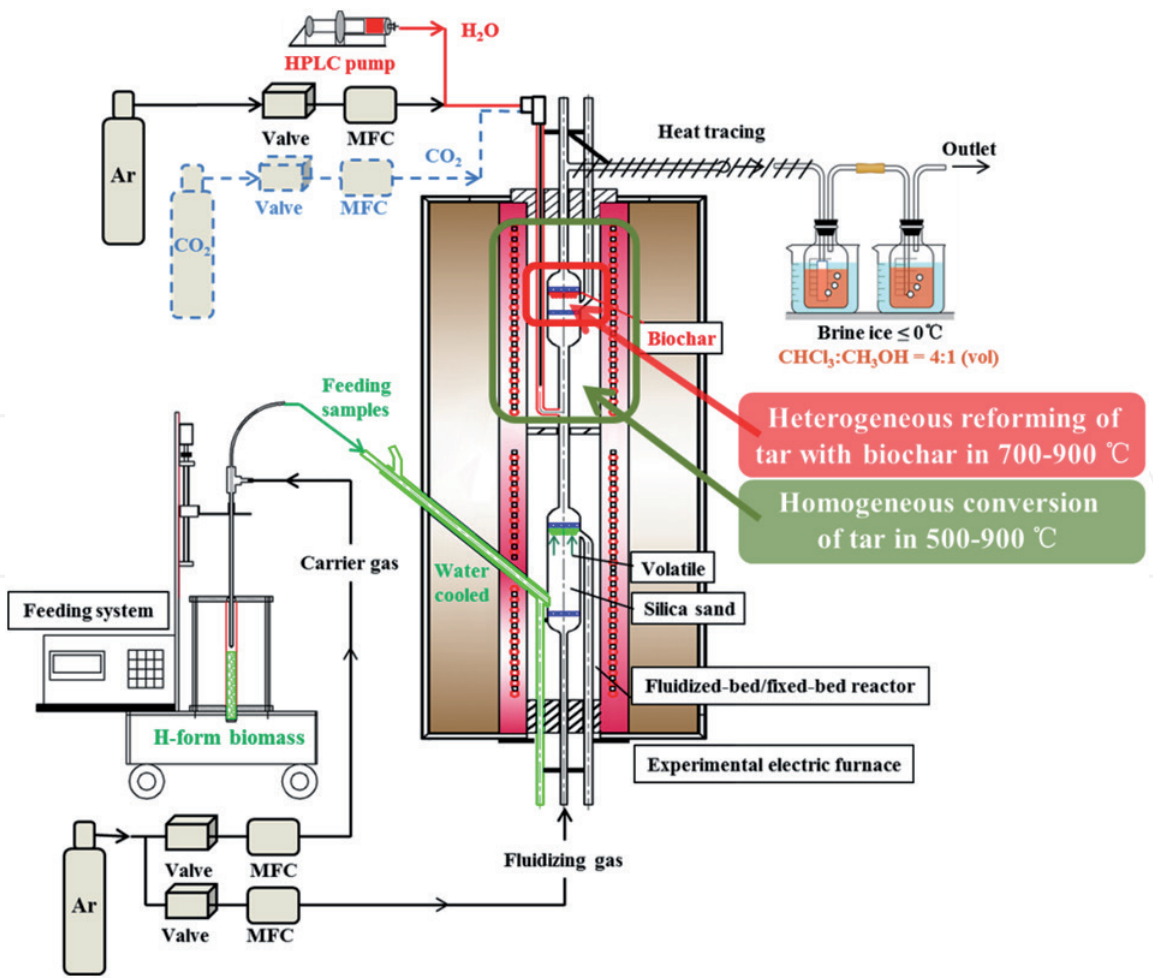 H₂O
HPLC pump
Valve
MFC
Ar
CO₂
Valve
MFC
CO₂
Heat tracing
Outlet
Brine ice ≤ 0℃
CHCl₃:CH₃OH = 4:1 (vol)
Biochar
Heterogeneous reforming of
tar with biochar in 700-900 ℃
Homogeneous conversion
of tar in 500-900 ℃
Feeding
samples
Carrier gas
Water
cooled
Volatile
Silica sand
Feeding system
Fluidized-bed/fixed-bed reactor
H-form biomass
Experimental electric furnace
Valve
MFC
Fluidizing gas
Ar
Valve
MFC